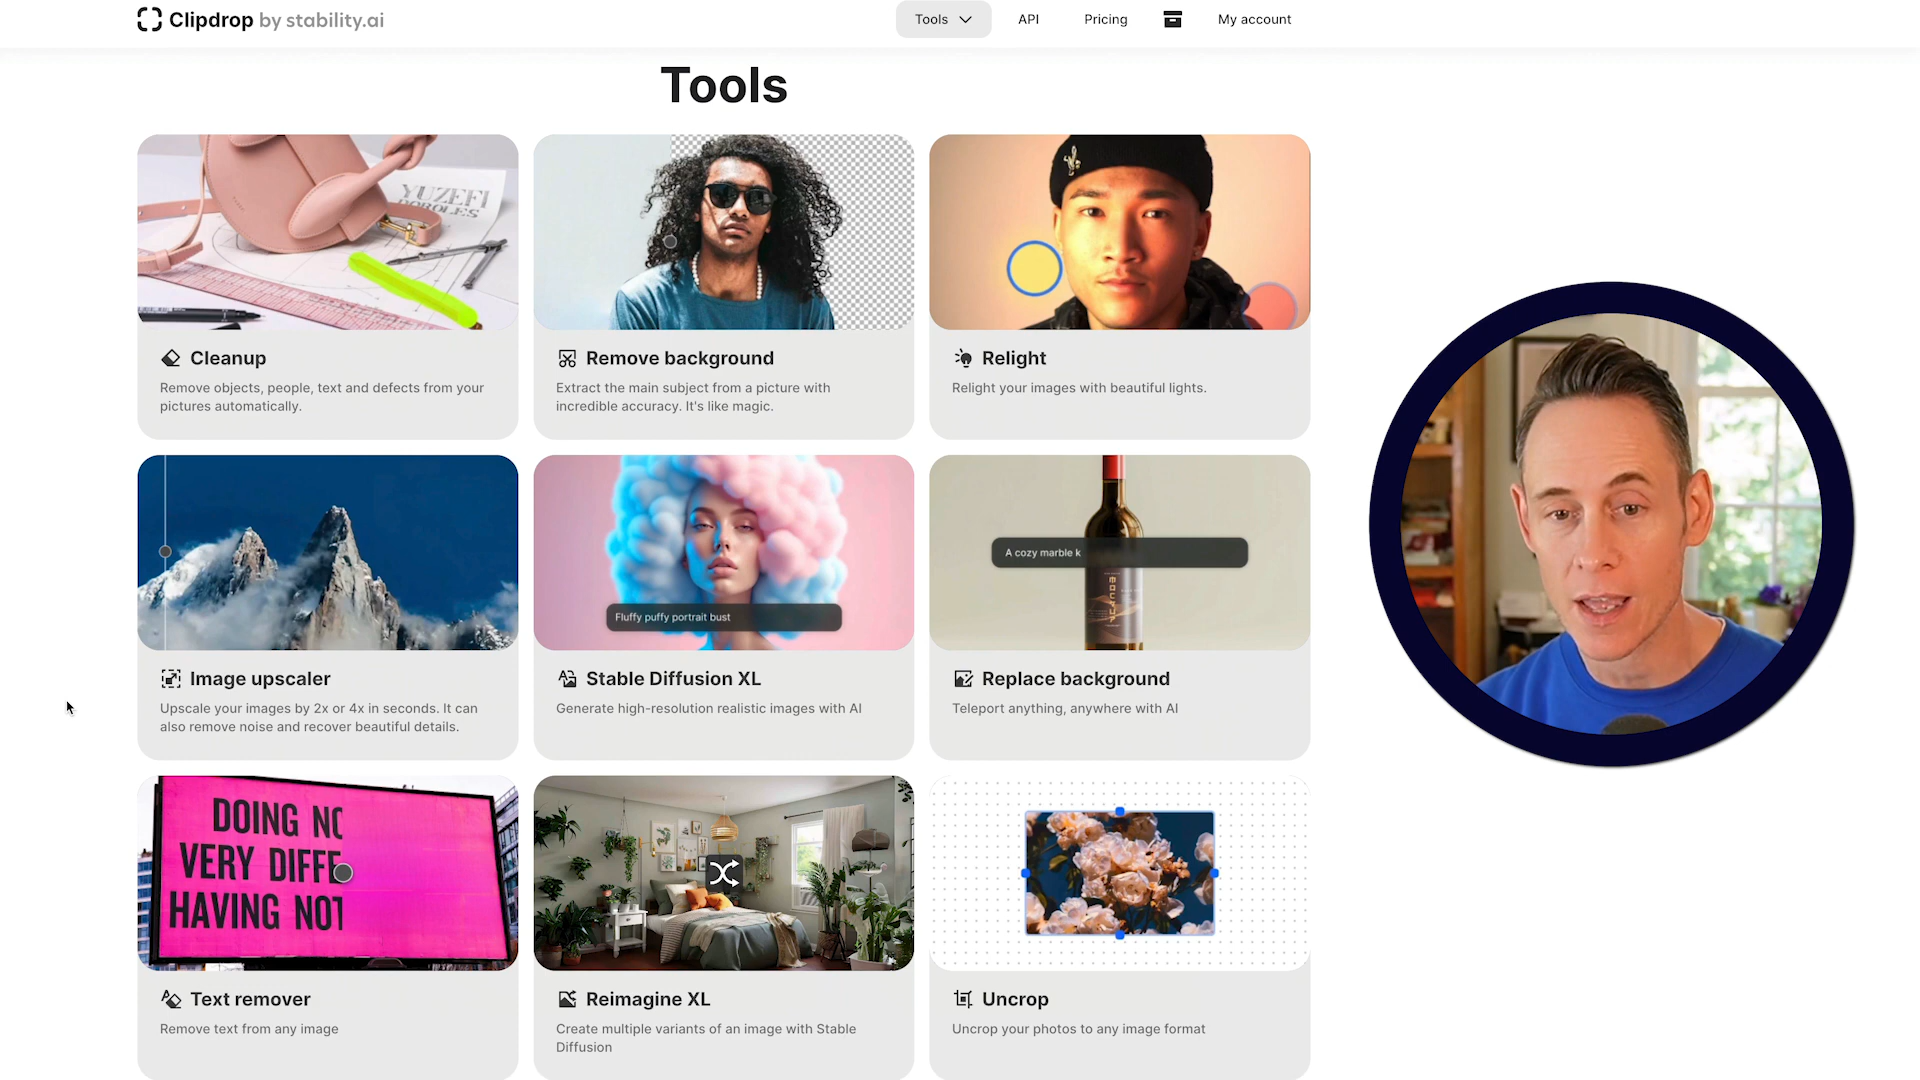 Clipdrop by stability.ai
Tools
API
Pricing
My account
Tools
YUZEFI
Cleanup
Remove objects, people, text and defects from your
pictures automatically.
Remove background
Extract the main subject from a picture with
incredible accuracy. It's like magic.
Relight
Relight your images with beautiful lights.
Fluffy puffy portrait bust
A cozy marble k
Image upscaler
Upscale your images by 2x or 4x in seconds. It can
also remove noise and recover beautiful details.
Stable Diffusion XL
Generate high-resolution realistic images with AI
Replace background
Teleport anything, anywhere with AI
DOING NO
VERY DIFFE
HAVING NOT
Text remover
Remove text from any image
Reimagine XL
Create multiple variants of an image with Stable
Diffusion
Uncrop
Uncrop your photos to any image format